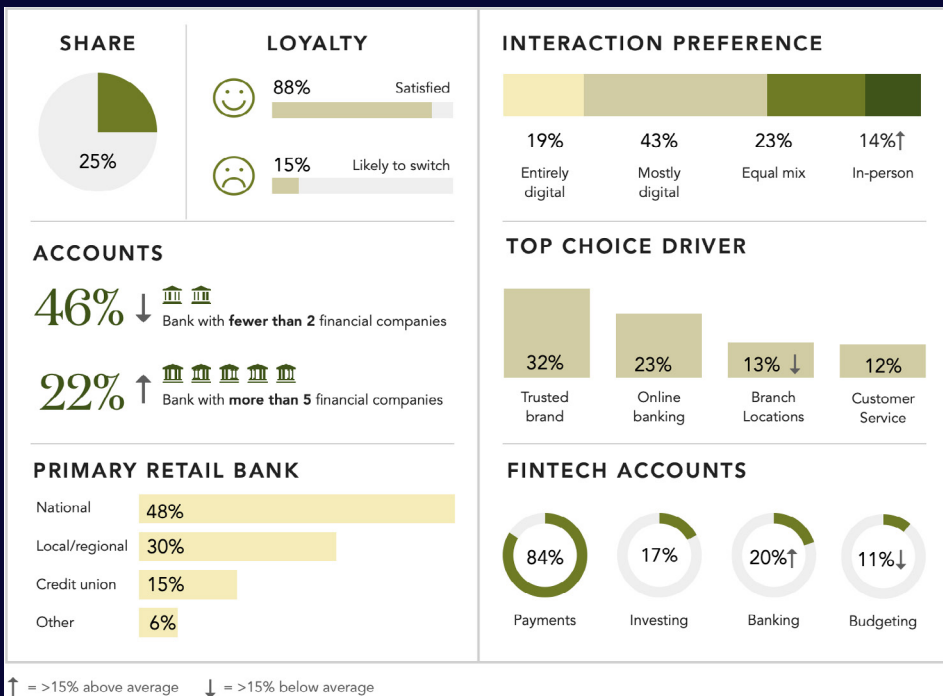 SHARE
25%
LOYALTY
88% Satisfied
15% Likely to switch
ACCOUNTS
46% ↓ Bank with fewer than 2 financial companies
22% ↑ Bank with more than 5 financial companies
PRIMARY RETAIL BANK
National 48%
Local/regional 30%
Credit union 15%
Other 6%
INTERACTION PREFERENCE
19% 43% 23% 14%↑
Entirely Mostly Equal mix In-person
digital digital
TOP CHOICE DRIVER
32% 23% 13% ↓ 12%
Trusted Online Branch Customer
brand banking Locations Service
FINTECH ACCOUNTS
84% 17% 20%↑ 11%↓
Payments Investing Banking Budgeting
↑ = >15% above average ↓ = >15% below average